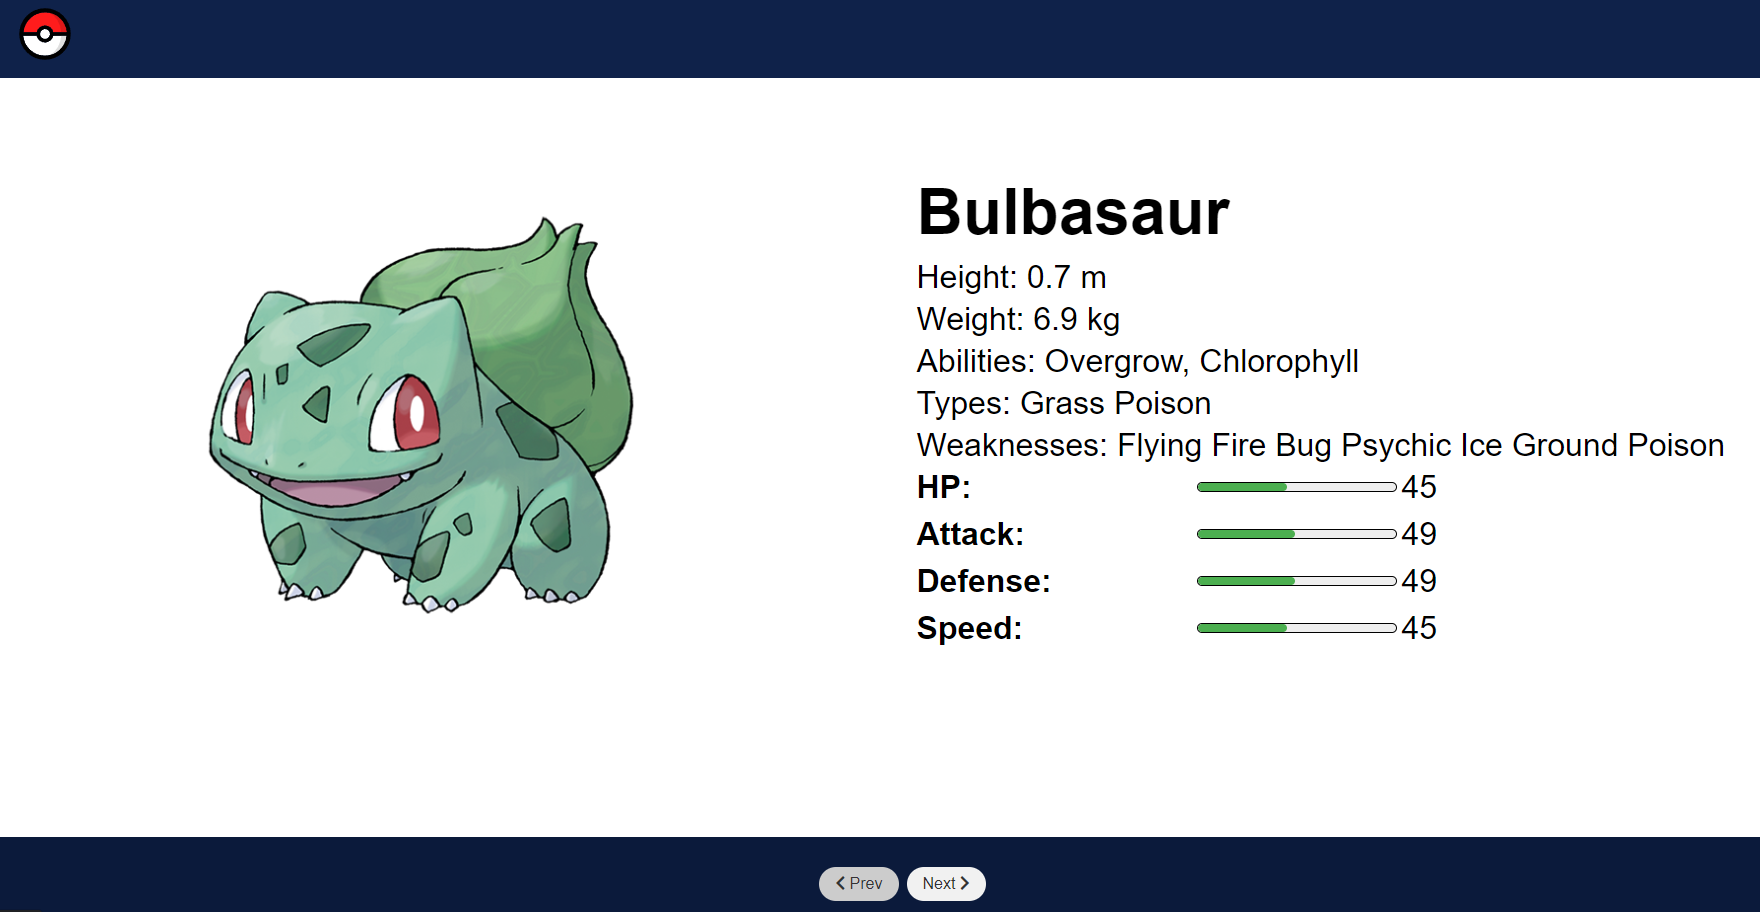 Bulbasaur
Height: 0.7 m
Weight: 6.9 kg
Abilities: Overgrow, Chlorophyll
Types: Grass Poison
Weaknesses: Flying Fire Bug Psychic Ice Ground Poison
HP: 45
Attack: 49
Defense: 49
Speed: 45
Prev Next